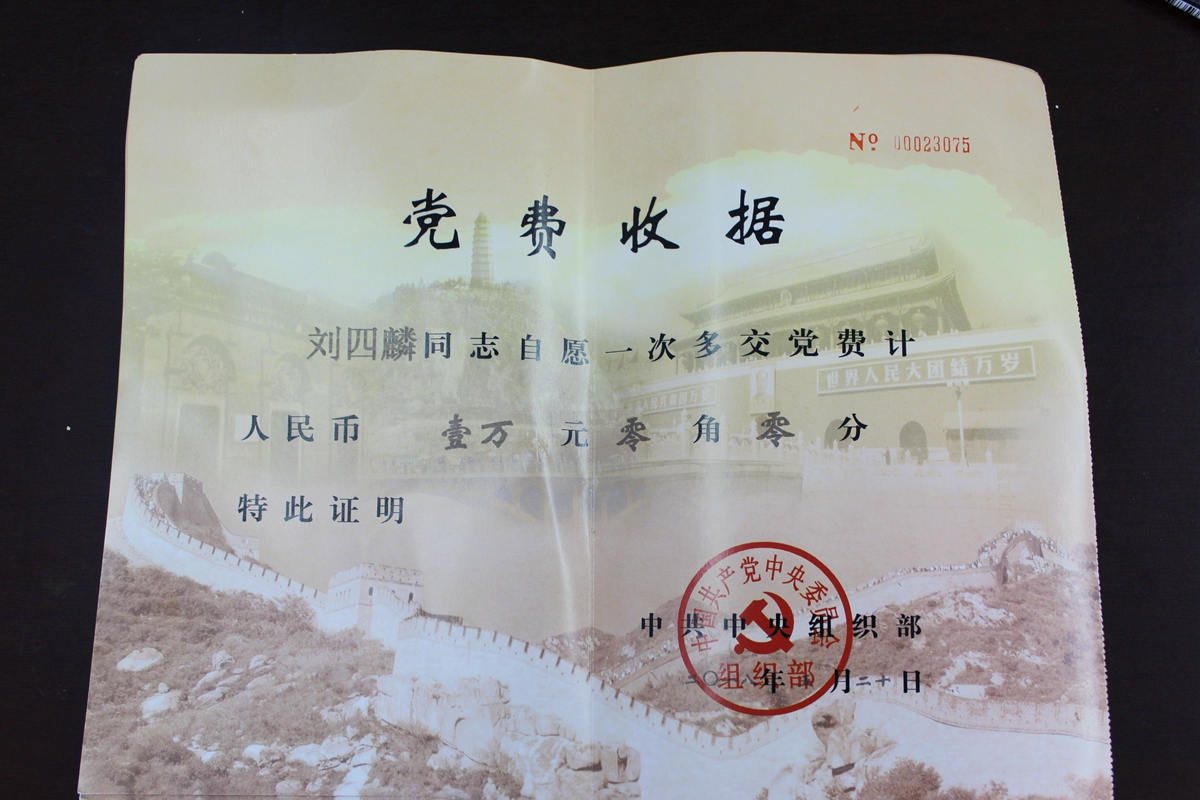 No 00023075
党费收据
刘四麟同志自愿一次多交党费计
世界人民大团结万岁
人民币 壹万 元 零 角 零 分
特此证明
中国共产党中央委员会
中共中央组织部
组织部
年 月二十日